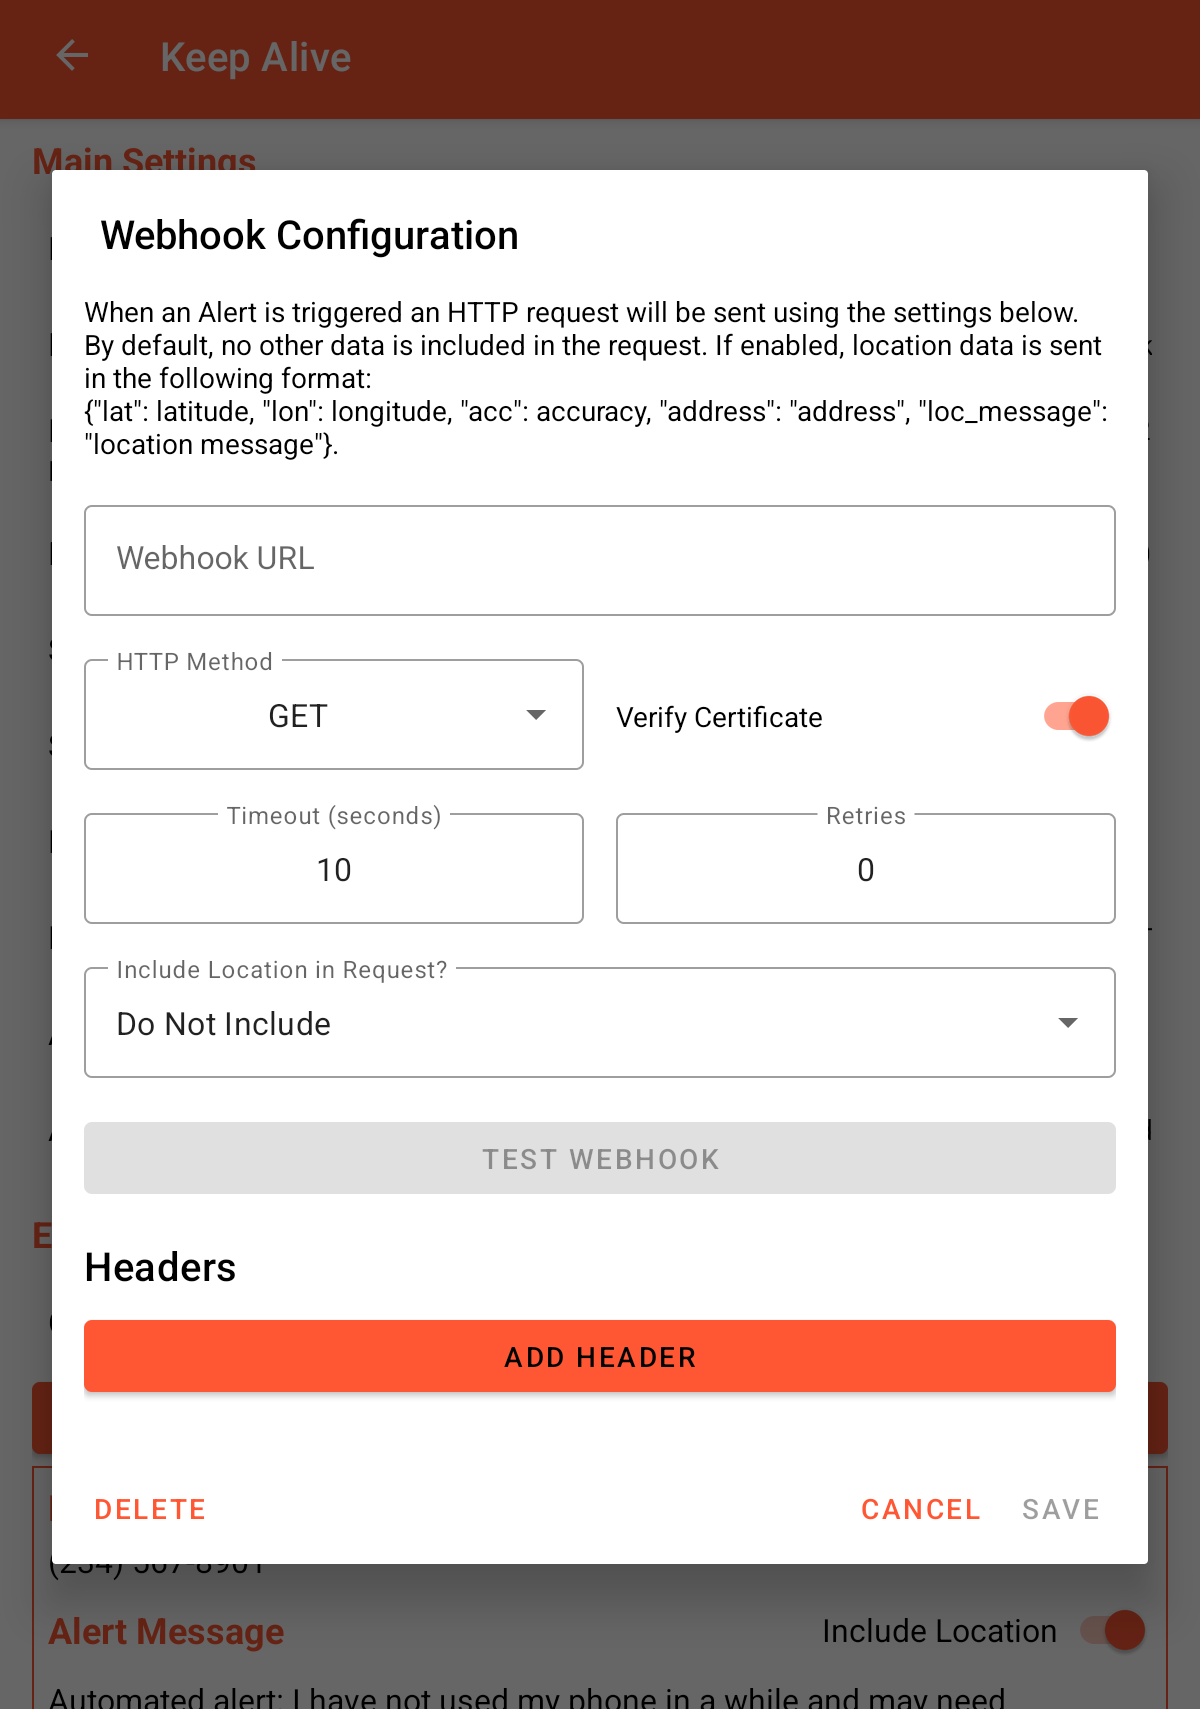 Keep Alive
Main Settings
Webhook Configuration
When an Alert is triggered an HTTP request will be sent using the settings below.
By default, no other data is included in the request. If enabled, location data is sent
in the following format:
{"lat": latitude, "lon": longitude, "acc": accuracy, "address": "address", "loc_message":
"location message"}.
Webhook URL
HTTP Method
GET
Verify Certificate
Timeout (seconds)
10
Retries
0
Include Location in Request?
Do Not Include
TEST WEBHOOK
Headers
ADD HEADER
DELETE
CANCEL
SAVE
(234) 567-8901
Alert Message
Include Location
Automated alert: I have not used my phone in a while and may need